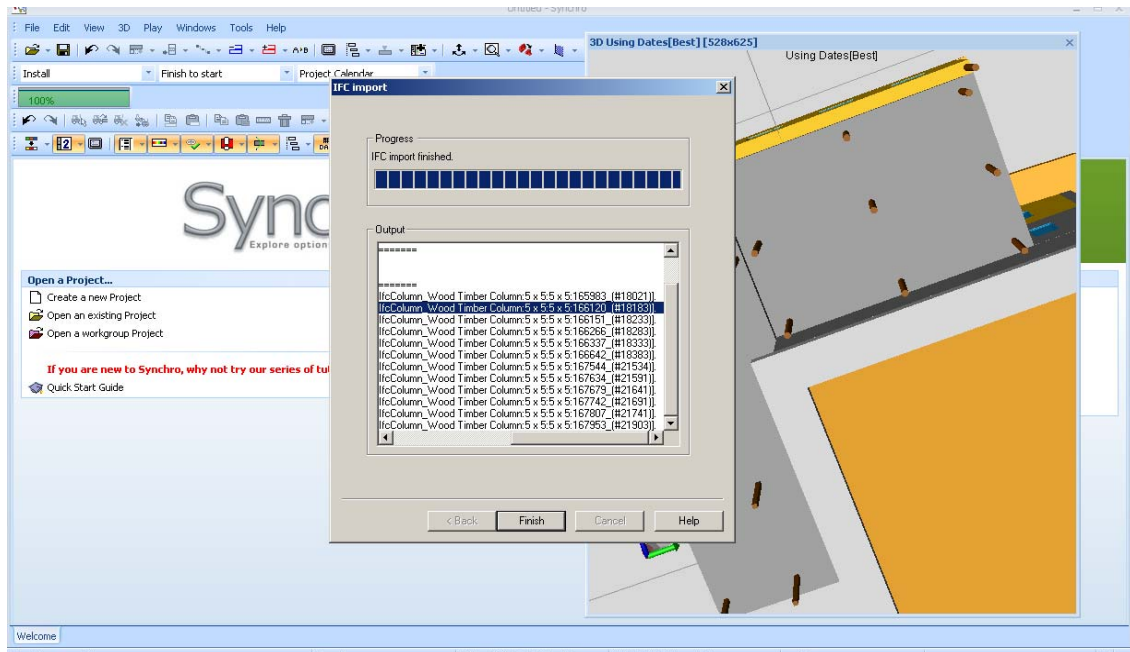 Untitled - Synchro
File Edit View 3D Play Windows Tools Help
3D Using Dates[Best] [528x625]
Using Dates[Best]
Install Finish to start Project Calendar
IFC import
100%
Progress
IFC import finished.
Output
=======
=======
IfcColumn_Wood Timber Column:5 x 5:5 x 5:165983_(#18021)].
IfcColumn_Wood Timber Column:5 x 5:5 x 5:166120_(#18183)].
IfcColumn_Wood Timber Column:5 x 5:5 x 5:166151_(#18233)].
IfcColumn_Wood Timber Column:5 x 5:5 x 5:166266_(#18283)].
IfcColumn_Wood Timber Column:5 x 5:5 x 5:166337_(#18333)].
IfcColumn_Wood Timber Column:5 x 5:5 x 5:166642_(#18383)].
IfcColumn_Wood Timber Column:5 x 5:5 x 5:167544_(#21534)].
IfcColumn_Wood Timber Column:5 x 5:5 x 5:167634_(#21591)].
IfcColumn_Wood Timber Column:5 x 5:5 x 5:167679_(#21641)].
IfcColumn_Wood Timber Column:5 x 5:5 x 5:167742_(#21691)].
IfcColumn_Wood Timber Column:5 x 5:5 x 5:167807_(#21741)].
IfcColumn_Wood Timber Column:5 x 5:5 x 5:167953_(#21903)].
< Back Finish Cancel Help
Sync
Explore option
Open a Project...
Create a new Project
Open an existing Project
Open a workgroup Project
If you are new to Synchro, why not try our series of tu
Quick Start Guide
Welcome